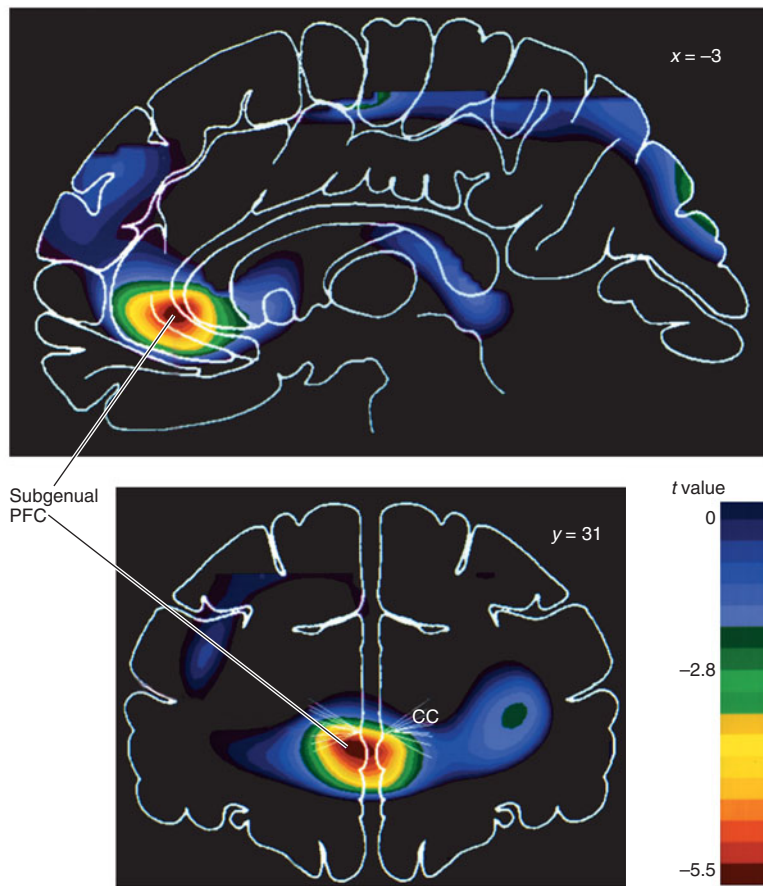 x = –3
Subgenual
PFC
y = 31
CC
t value
0
–2.8
–5.5